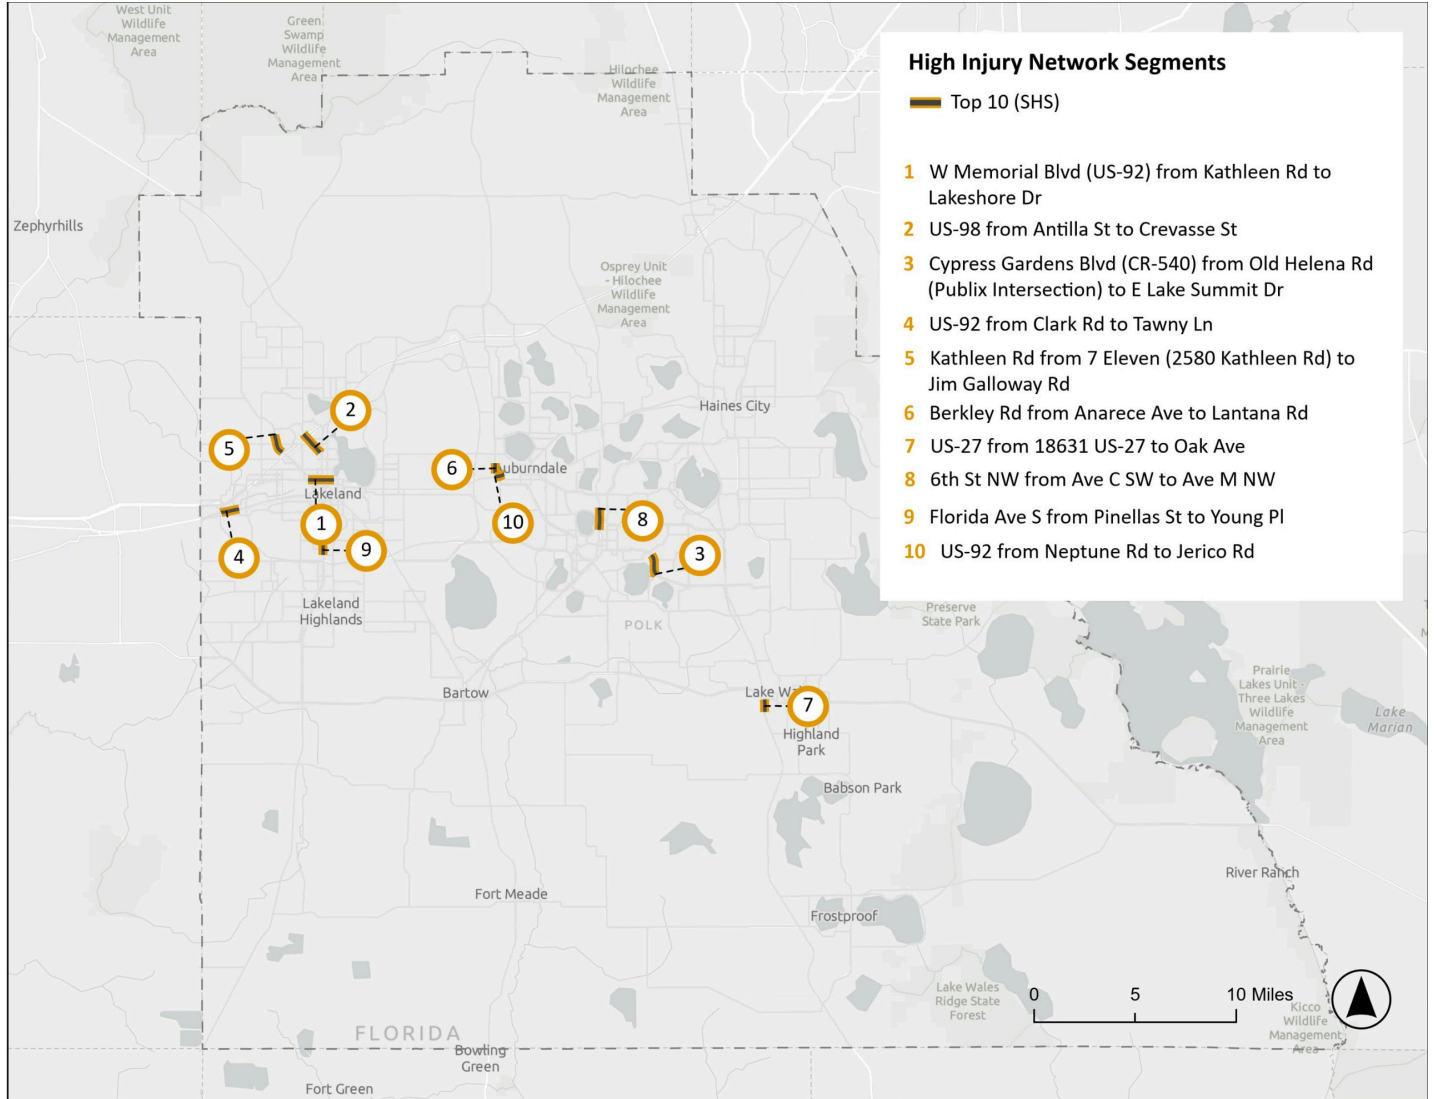 West Unit
Wildlife
Management
Area
Green
Swamp
Wildlife
Management
Area
Hilochee
Wildlife
Management
Area
Zephyrhills
Osprey Unit
- Hilochee
Wildlife
Management
Area
High Injury Network Segments
Top 10 (SHS)
1 W Memorial Blvd (US-92) from Kathleen Rd to
Lakeshore Dr
2 US-98 from Antilla St to Crevasse St
3 Cypress Gardens Blvd (CR-540) from Old Helena Rd
(Publix Intersection) to E Lake Summit Dr
4 US-92 from Clark Rd to Tawny Ln
5 Kathleen Rd from 7 Eleven (2580 Kathleen Rd) to
Jim Galloway Rd
6 Berkley Rd from Anarece Ave to Lantana Rd
7 US-27 from 18631 US-27 to Oak Ave
8 6th St NW from Ave C SW to Ave M NW
9 Florida Ave S from Pinellas St to Young Pl
10 US-92 from Neptune Rd to Jerico Rd
Haines City
2
5
6
uburndale
Lakeland
1
10
8
9
4
3
Lakeland
Highlands
POLK
Preserve
State Park
Bartow
Lake Wa
7
Highland
Park
Prairie
Lakes Unit -
Three Lakes
Wildlife
Management
Area
Lake
Marian
Babson Park
River Ranch
Fort Meade
Frostproof
Lake Wales
Ridge State
Forest
0 5 10 Miles
Kicco
Wildlife
Management
Area
FLORIDA
Bowling
Green
Fort Green